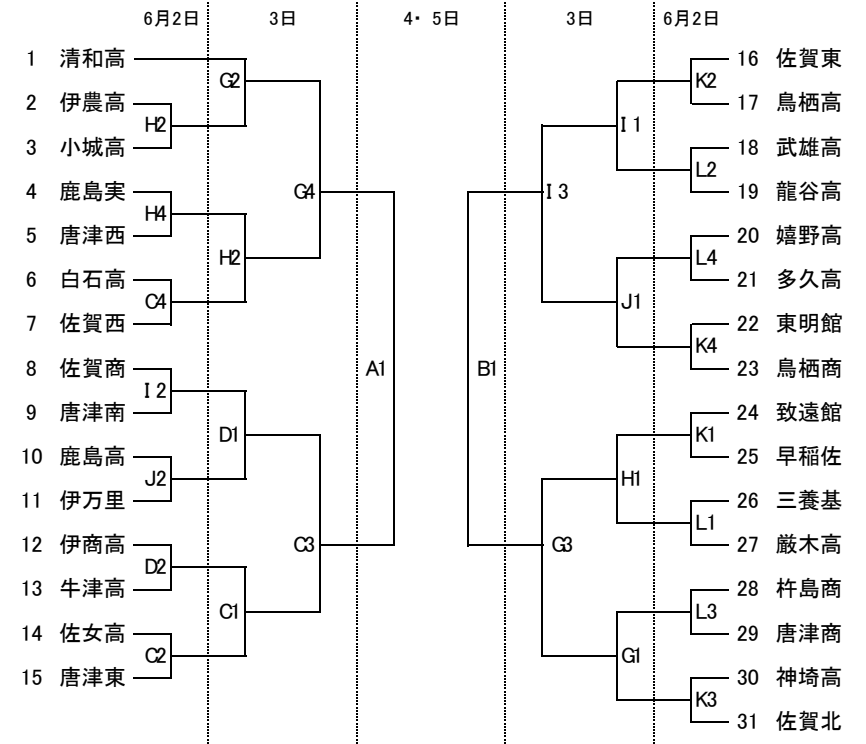 6月2日 3日 4・5日 3日 6月2日
1 清和高
G2
2 伊農高
H2
3 小城高
G4
4 鹿島実
H4
5 唐津西
H2
6 白石高
C4
7 佐賀西
A1
8 佐賀商
I2
9 唐津南
D1
10 鹿島高
J2
11 伊万里
C3
12 伊商高
D2
13 牛津高
C1
14 佐女高
C2
15 唐津東
16 佐賀東
K2
17 鳥栖高
I1
18 武雄高
L2
19 龍谷高
I3
20 嬉野高
L4
21 多久高
J1
22 東明館
K4
23 鳥栖商
B1
24 致遠館
K1
25 早稲佐
H1
26 三養基
L1
27 厳木高
G3
28 杵島商
L3
29 唐津商
G1
30 神埼高
K3
31 佐賀北